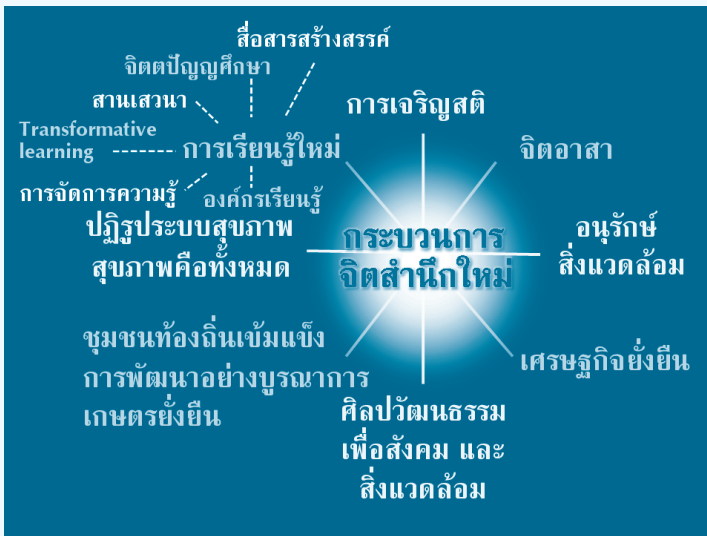 สื่อสารสร้างสรรค์
จิตตปัญญศึกษา
สานเสวนา
Transformative
learning
การเรียนรู้ใหม่
การจัดการความรู้
องค์กรเรียนรู้
การเจริญสติ
จิตอาสา
ปฏิรูประบบสุขภาพ
สุขภาพคือทั้งหมด
กระบวนการ
จิตสำนึกใหม่
อนุรักษ์
สิ่งแวดล้อม
ชุมชนท้องถิ่นเข้มแข็ง
การพัฒนาอย่างบูรณาการ
เกษตรยั่งยืน
เศรษฐกิจยั่งยืน
ศิลปวัฒนธรรม
เพื่อสังคม และ
สิ่งแวดล้อม